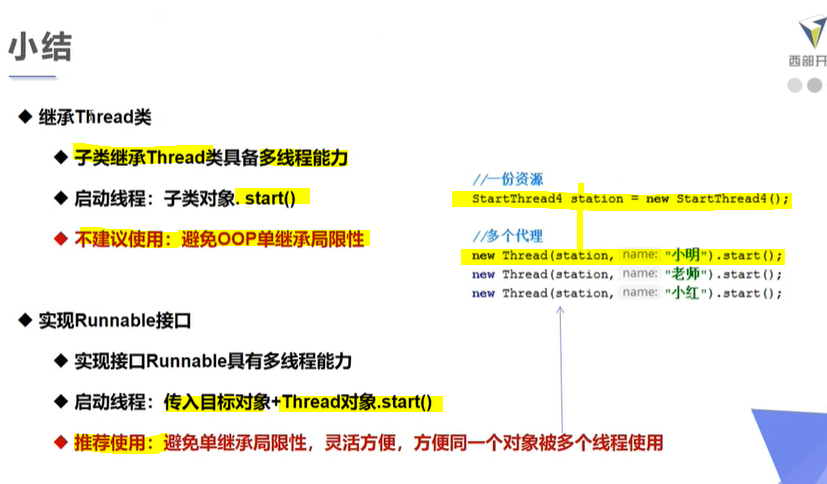 小结
西部开
◆ 继承Thread类
◆ 子类继承Thread类具备多线程能力
◆ 启动线程：子类对象. start()
◆ 不建议使用：避免OOP单继承局限性
◆ 实现Runnable接口
◆ 实现接口Runnable具有多线程能力
◆ 启动线程：传入目标对象+Thread对象.start()
◆ 推荐使用：避免单继承局限性，灵活方便，方便同一个对象被多个线程使用
//一份资源
StartThread4 station = new StartThread4();
//多个代理
new Thread(station, name: "小明").start();
new Thread(station, name: "老师").start();
new Thread(station, name: "小红").start();